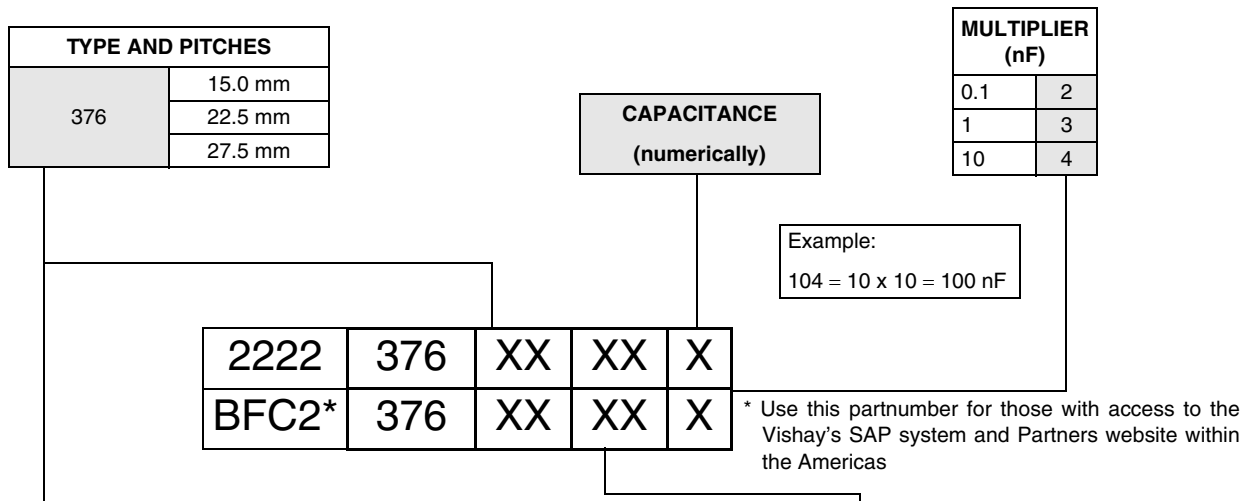 TYPE AND PITCHES
376
15.0 mm
22.5 mm
27.5 mm
CAPACITANCE
(numerically)
MULTIPLIER
(nF)
0.1 2
1 3
10 4
Example:
104 = 10 x 10 = 100 nF
2222 376 XX XX X
BFC2* 376 XX XX X
* Use this partnumber for those with access to the
Vishay's SAP system and Partners website within
the Americas